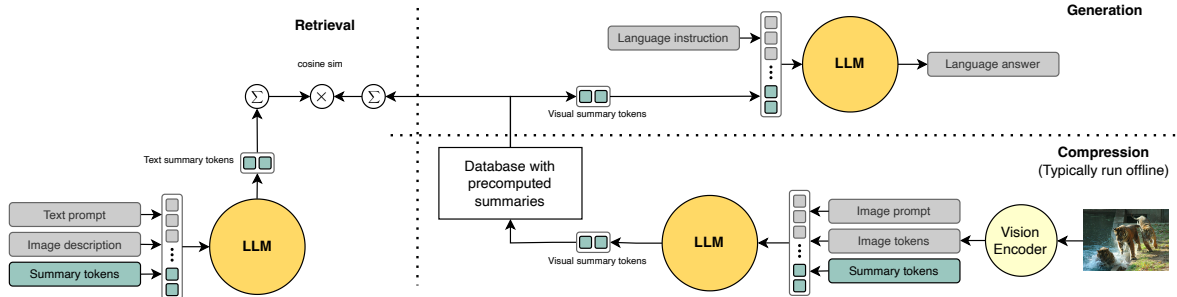 Retrieval
cosine sim
Σ
×
Σ
Text summary tokens
Text prompt
Image description
Summary tokens
LLM
Generation
Language instruction
LLM
Language answer
Visual summary tokens
Compression
(Typically run offline)
Database with
precomputed
summaries
Visual summary tokens
LLM
Image prompt
Image tokens
Summary tokens
Vision
Encoder